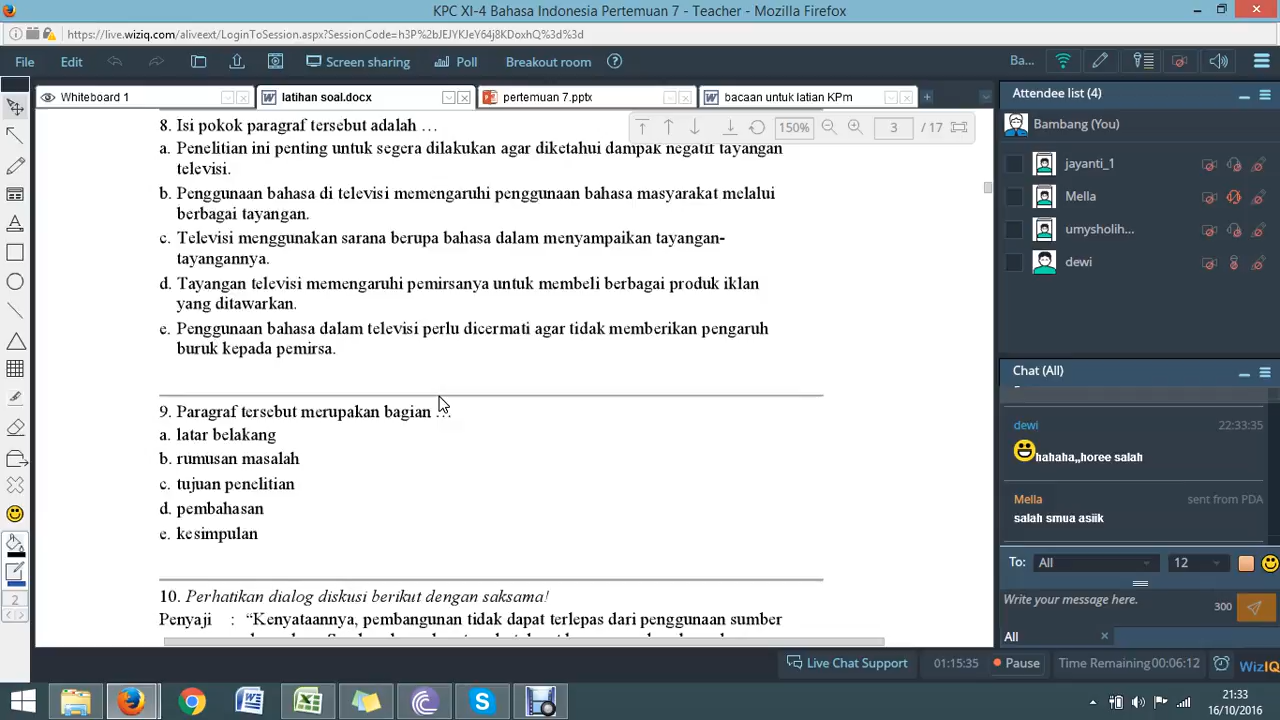 KPC XI-4 Bahasa Indonesia Pertemuan 7 - Teacher - Mozilla Firefox
https://live.wiziq.com/aliveext/LoginToSession.aspx?SessionCode=h3P%2bJEJYKJeY64j8KDoxhQ%3d%3d
File Edit Screen sharing Poll Breakout room ? Ba...
Whiteboard 1
latihan soal.docx
pertemuan 7.pptx
bacaan untuk latian KPm
150% 3 / 17
8. Isi pokok paragraf tersebut adalah …
a. Penelitian ini penting untuk segera dilakukan agar diketahui dampak negatif tayangan
televisi.
b. Penggunaan bahasa di televisi memengaruhi penggunaan bahasa masyarakat melalui
berbagai tayangan.
c. Televisi menggunakan sarana berupa bahasa dalam menyampaikan tayangan-
tayangannya.
d. Tayangan televisi memengaruhi pemirsanya untuk membeli berbagai produk iklan
yang ditawarkan.
e. Penggunaan bahasa dalam televisi perlu dicermati agar tidak memberikan pengaruh
buruk kepada pemirsa.
9. Paragraf tersebut merupakan bagian …
a. latar belakang
b. rumusan masalah
c. tujuan penelitian
d. pembahasan
e. kesimpulan
10. Perhatikan dialog diskusi berikut dengan saksama!
Penyaji : “Kenyataannya, pembangunan tidak dapat terlepas dari penggunaan sumber
2
Attendee list (4)
Bambang (You)
jayanti_1
Mella
umysholih...
dewi
Chat (All)
dewi 22:33:35
hahaha,,horee salah
Mella sent from PDA
salah smua asiik
To: All 12
Write your message here. 300
All
Live Chat Support 01:15:35 Pause Time Remaining 00:06:12 WizIQ
21:33
16/10/2016